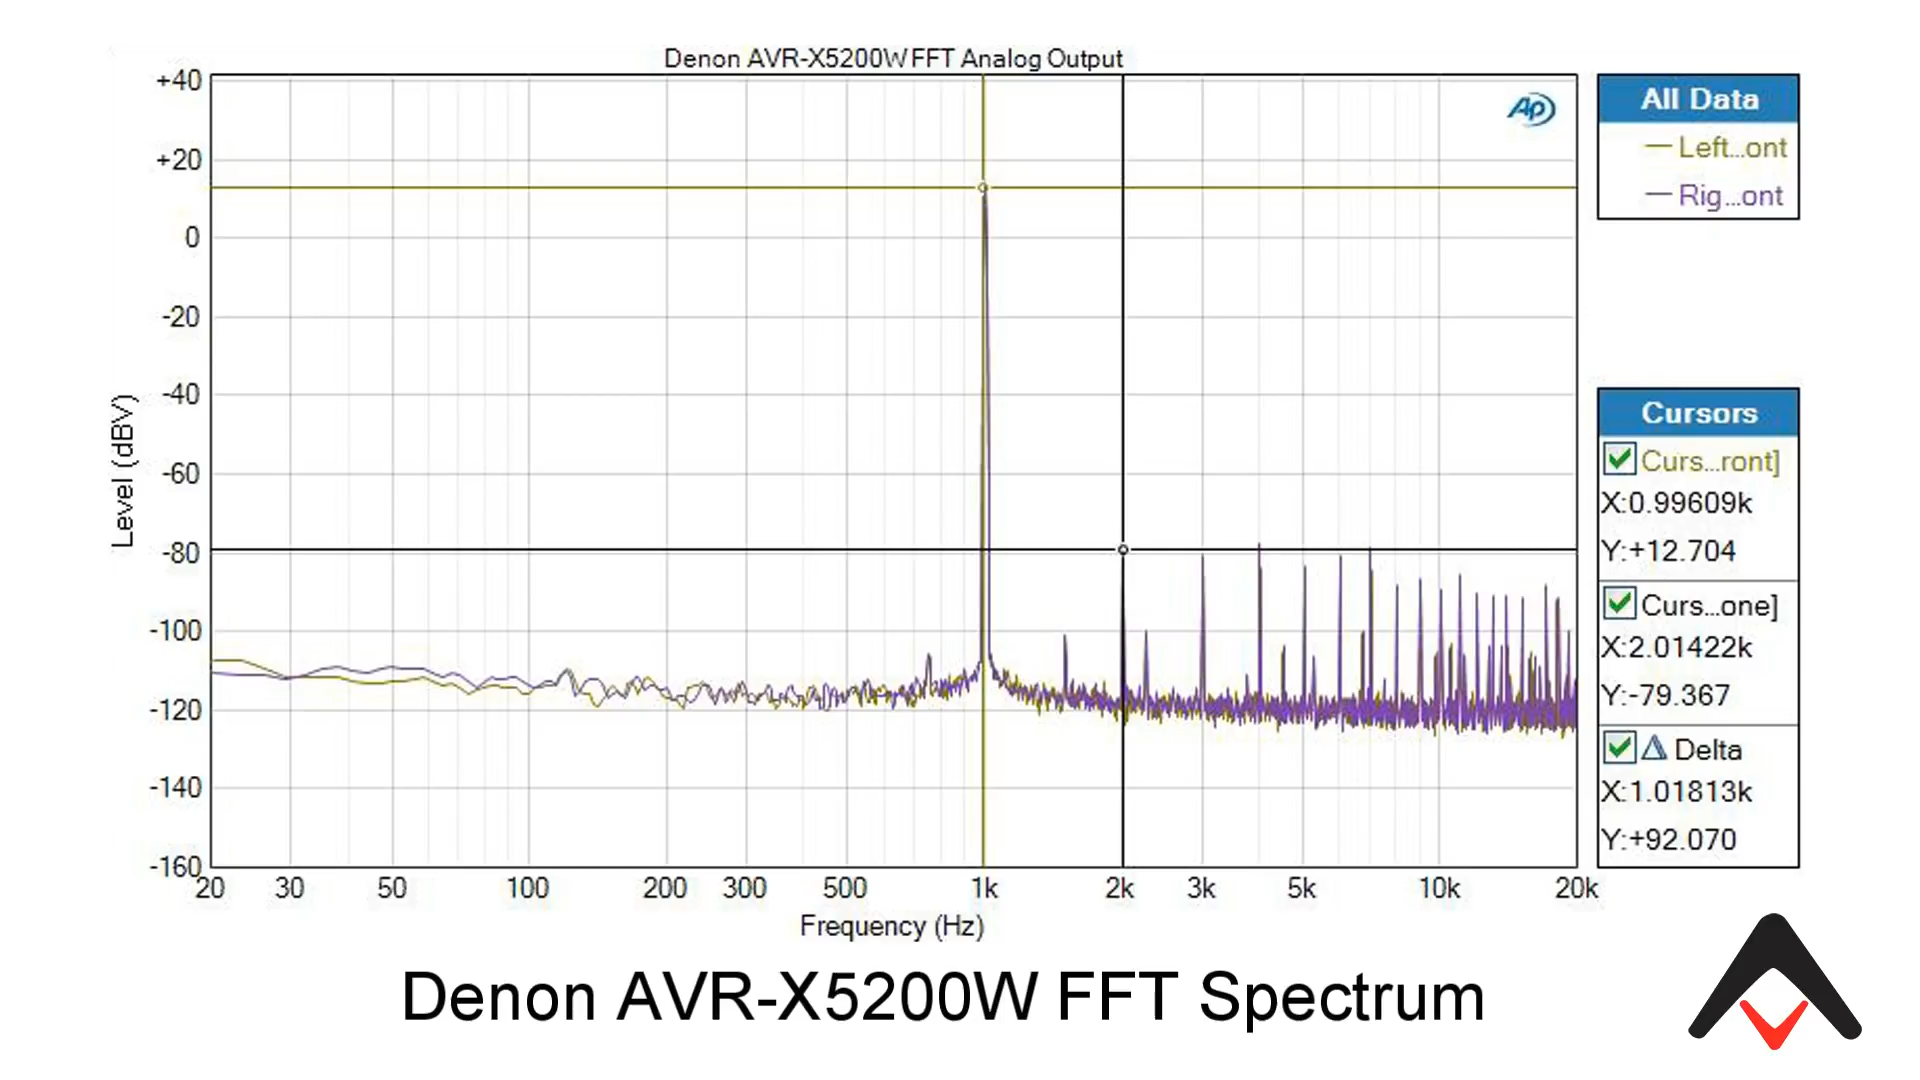 Denon AVR-X5200W FFT Analog Output
+40
+20
0
-20
-40
-60
-80
-100
-120
-140
-160
Level (dBV)
20 30 50 100 200 300 500 1k 2k 3k 5k 10k 20k
Frequency (Hz)
AP
All Data
Left...ont
Rig...ont
Cursors
Curs...ront]
X:0.99609k
Y:+12.704
Curs...one]
X:2.01422k
Y:-79.367
Delta
X:1.01813k
Y:+92.070
Denon AVR-X5200W FFT Spectrum